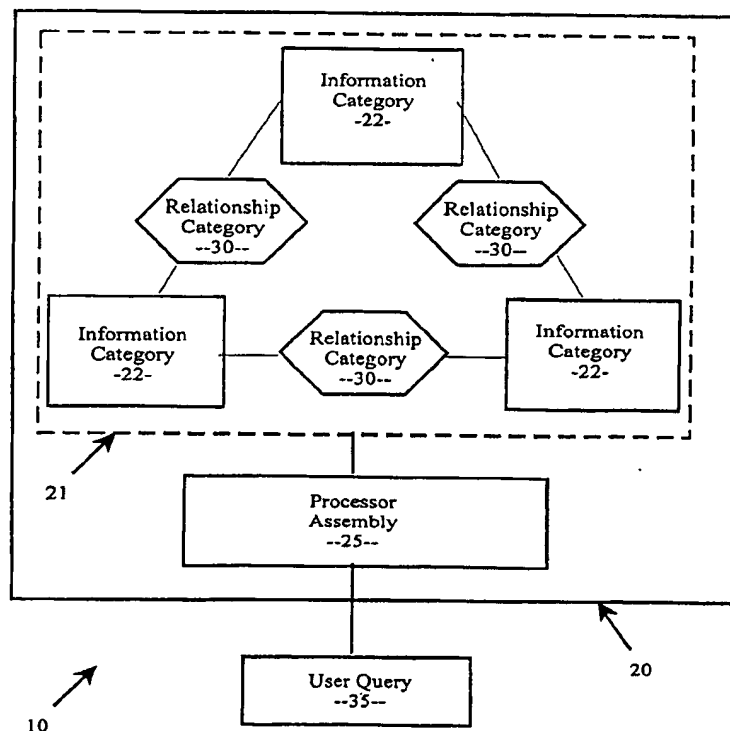 Information
Category
-22-
Relationship
Category
--30--
Relationship
Category
--30--
Information
Category
-22-
Relationship
Category
--30--
Information
Category
-22-
21
Processor
Assembly
--25--
20
User Query
--35--
10